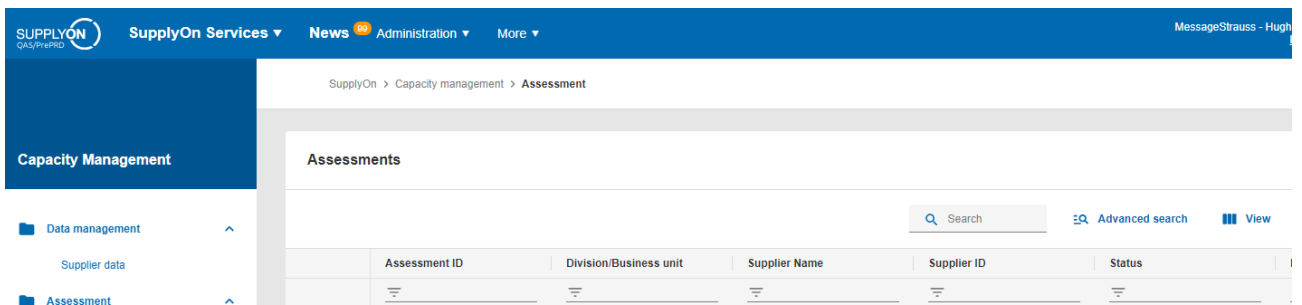 SUPPLYON
QAS/PrePRD
SupplyOn Services ▾ News 99 Administration ▾ More ▾
MessageStrauss - Hugh
SupplyOn > Capacity management > Assessment
Capacity Management
Assessments
Search Advanced search View
Data management
Supplier data
Assessment
Assessment ID Division/Business unit Supplier Name Supplier ID Status